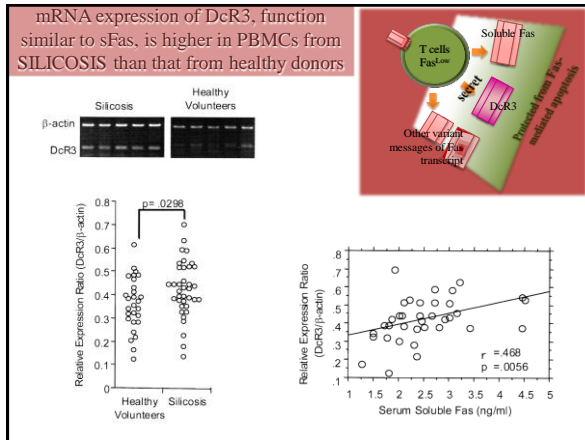 mRNA expression of DcR3, function
similar to sFas, is higher in PBMCs from
SILICOSIS than that from healthy donors
Soluble Fas
T cells
Fas^Low
secret
DcR3
Other variant
messages of Fas
transcript
Protected from Fas-
mediated apoptosis
Silicosis
Healthy
Volunteers
β-actin
DcR3
p= .0298
Relative Expression Ratio (DcR3/β-actin)
0.8
0.7
0.6
0.5
0.4
0.3
0.2
0.1
0
Healthy
Volunteers
Silicosis
Relative Expression Ratio
(DcR3/β-actin)
.8
.7
.6
.5
.4
.3
.2
.1
r =.468
p =.0056
1 1.5 2 2.5 3 3.5 4 4.5 5
Serum Soluble Fas (ng/ml)